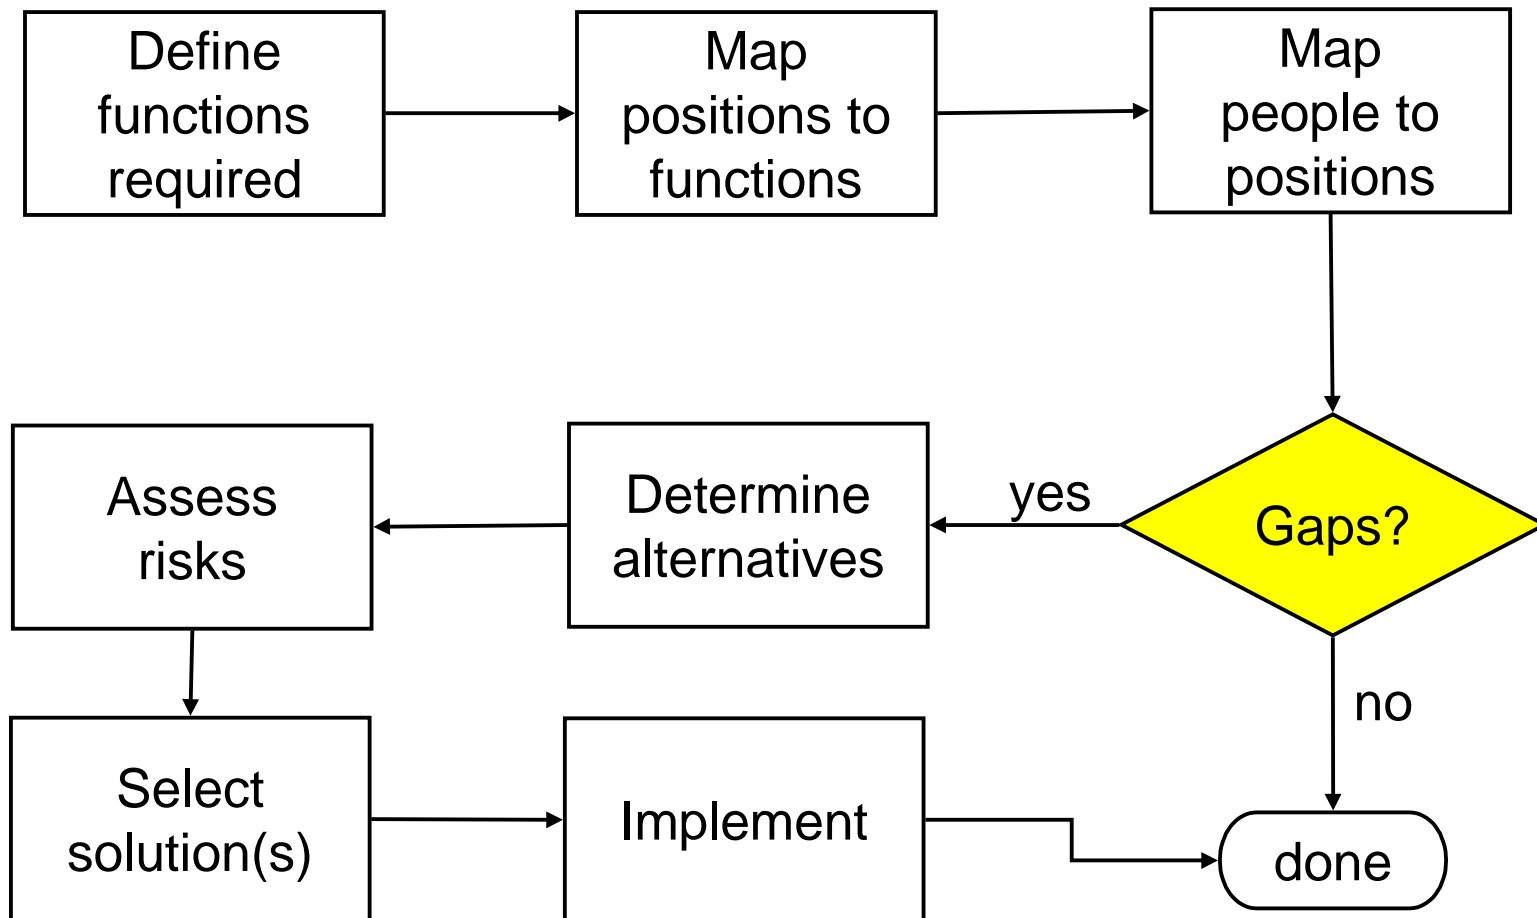 Define
functions
required
Map
positions to
functions
Map
people to
positions
Gaps?
yes
Determine
alternatives
Assess
risks
Select
solution(s)
Implement
no
done